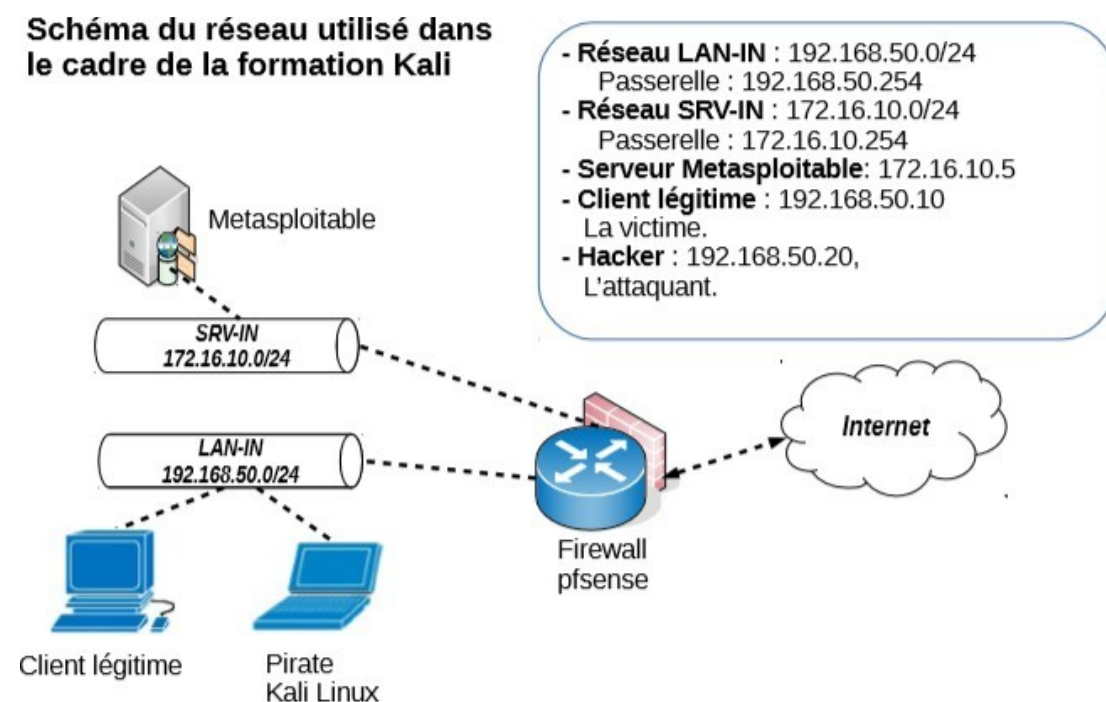 Schéma du réseau utilisé dans
le cadre de la formation Kali
- Réseau LAN-IN : 192.168.50.0/24
Passerelle : 192.168.50.254
- Réseau SRV-IN : 172.16.10.0/24
Passerelle : 172.16.10.254
- Serveur Metasploitable: 172.16.10.5
- Client légitime : 192.168.50.10
La victime.
- Hacker : 192.168.50.20,
L'attaquant.
Metasploitable
SRV-IN
172.16.10.0/24
LAN-IN
192.168.50.0/24
Internet
Firewall
pfsense
Client légitime
Pirate
Kali Linux